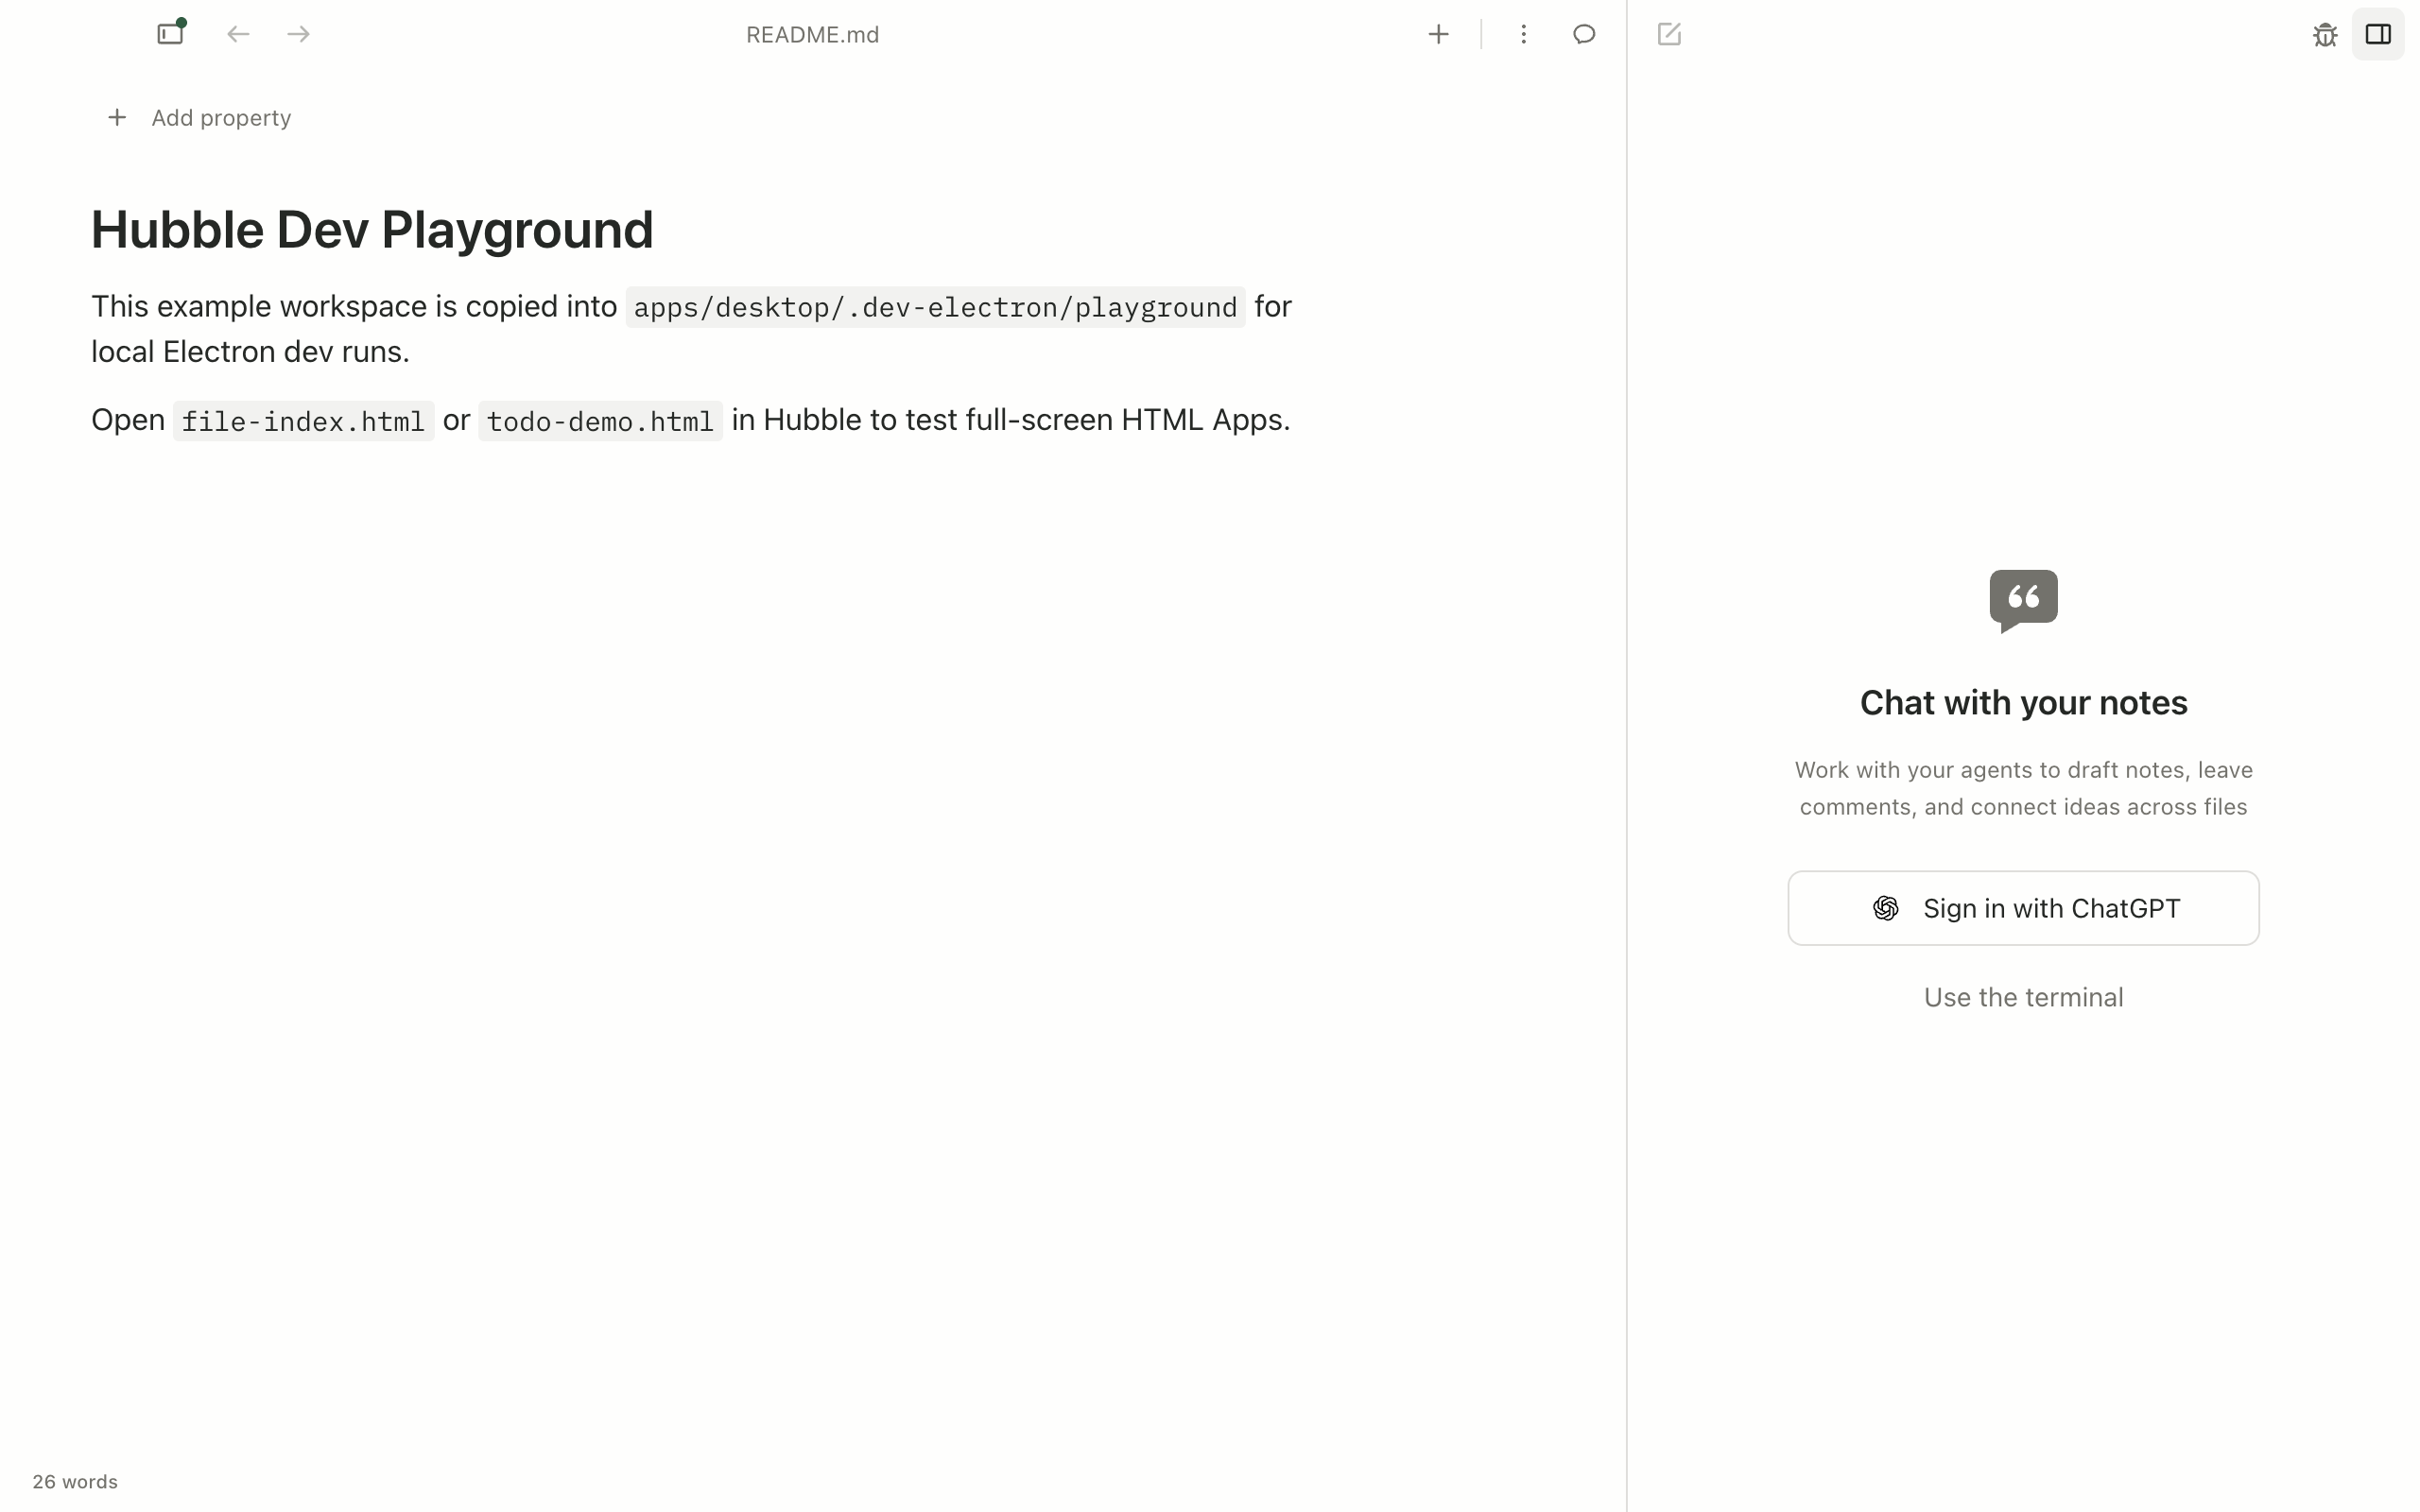 README.md
Add property
Hubble Dev Playground
This example workspace is copied into apps/desktop/.dev-electron/playground for
local Electron dev runs.
Open file-index.html or todo-demo.html in Hubble to test full-screen HTML Apps.
26 words
Chat with your notes
Work with your agents to draft notes, leave
comments, and connect ideas across files
Sign in with ChatGPT
Use the terminal